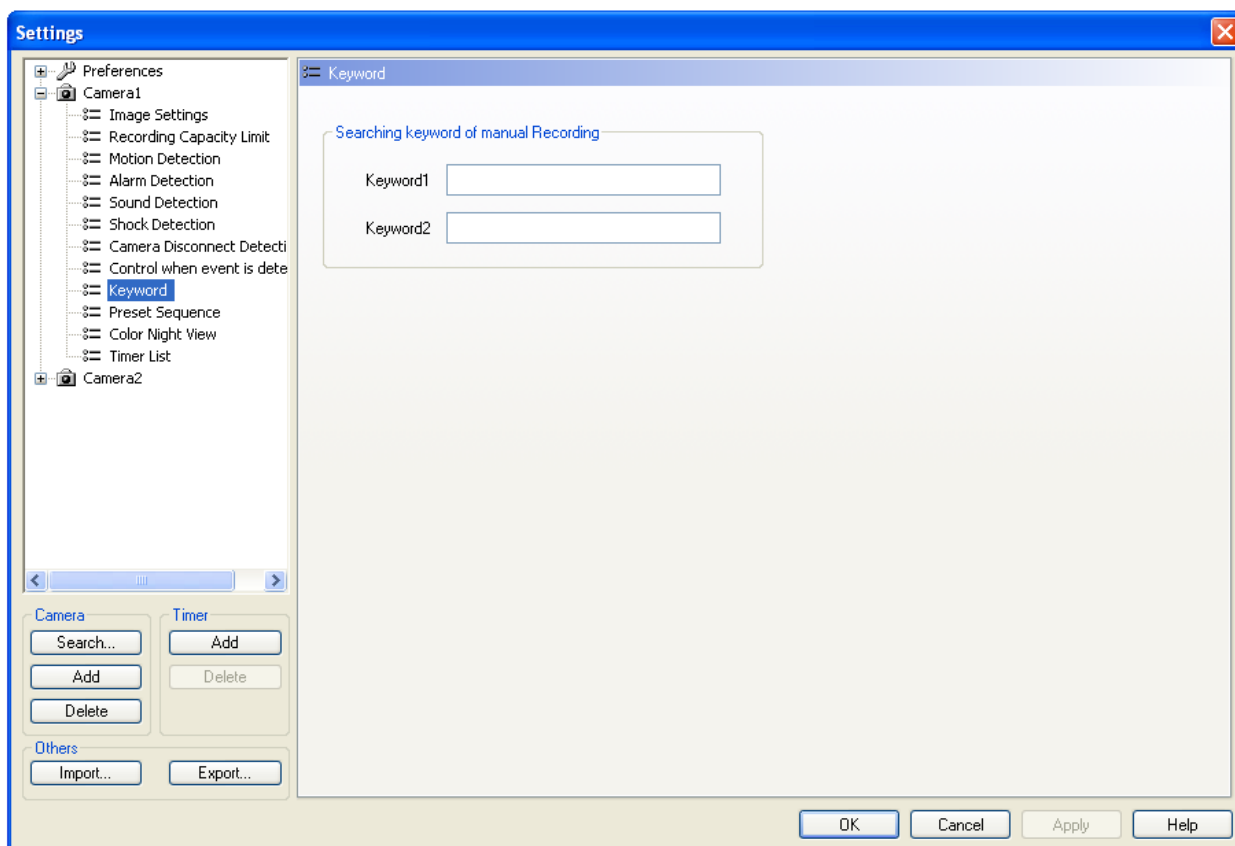 Settings
Preferences
Camera1
Image Settings
Recording Capacity Limit
Motion Detection
Alarm Detection
Sound Detection
Shock Detection
Camera Disconnect Detecti
Control when event is dete
Keyword
Preset Sequence
Color Night View
Timer List
Camera2
Keyword
Searching keyword of manual Recording
Keyword1
Keyword2
Camera
Timer
Search...
Add
Add
Delete
Delete
Others
Import...
Export...
OK
Cancel
Apply
Help